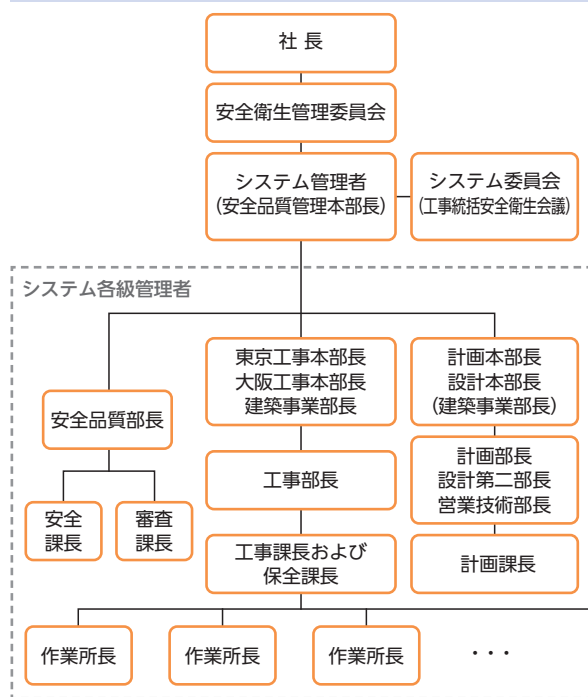 社 長
安全衛生管理委員会
システム管理者
(安全品質管理本部長)
システム委員会
(工事統括安全衛生会議)
システム各級管理者
安全品質部長
安全
課長
審査
課長
東京工事本部長
大阪工事本部長
建築事業部長
工事部長
工事課長および
保全課長
計画本部長
設計本部長
(建築事業部長)
計画部長
設計第二部長
営業技術部長
計画課長
作業所長
作業所長
作業所長
・・・